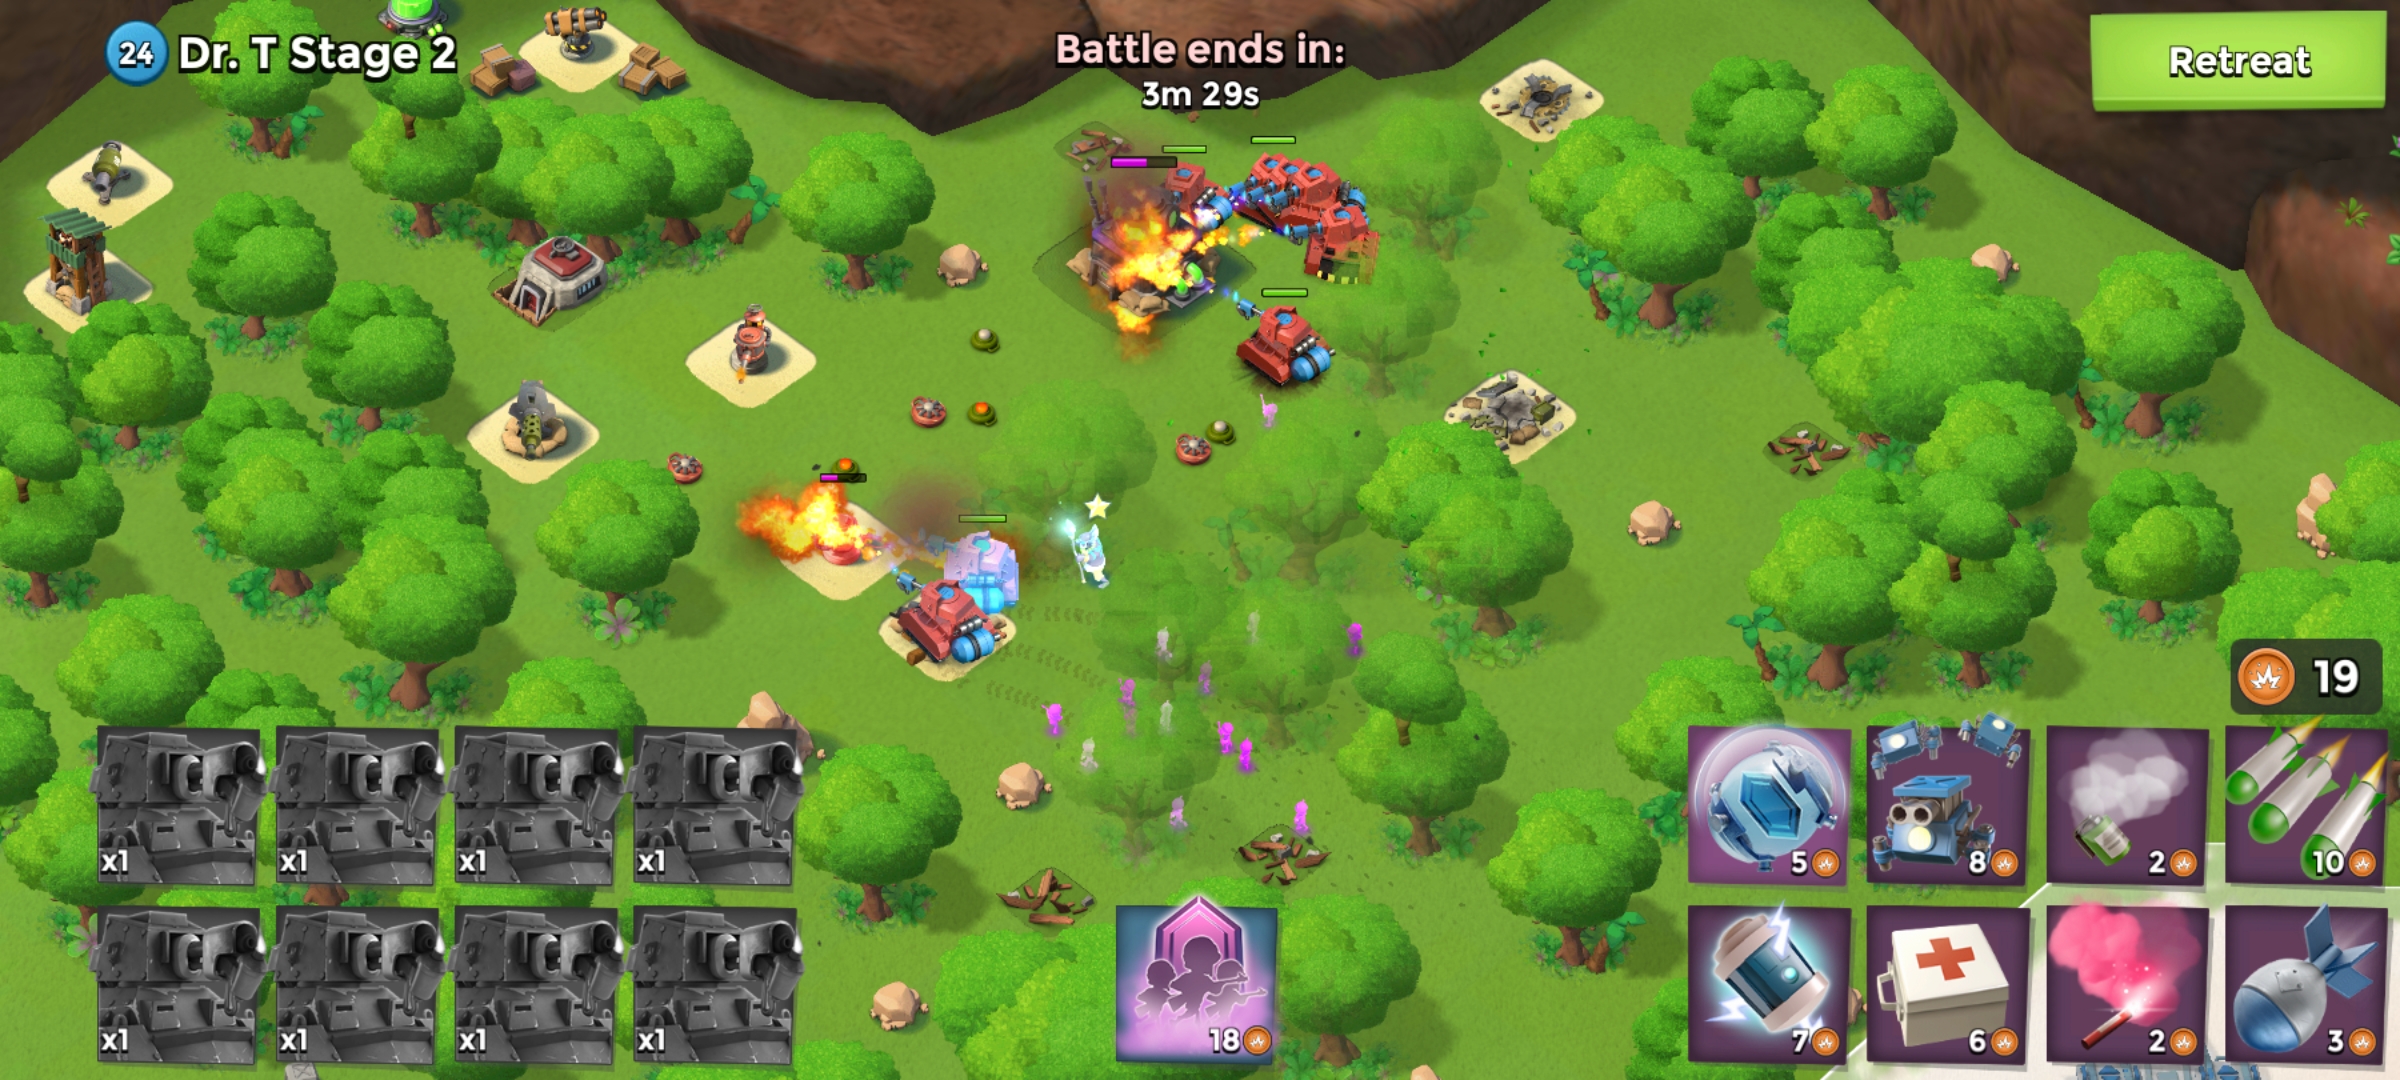 24 Dr. T Stage 2
Battle ends in:
3m 29s
Retreat
19
x1 x1 x1 x1
5 8 2 10
x1 x1 x1 x1
18
7 6 2 3